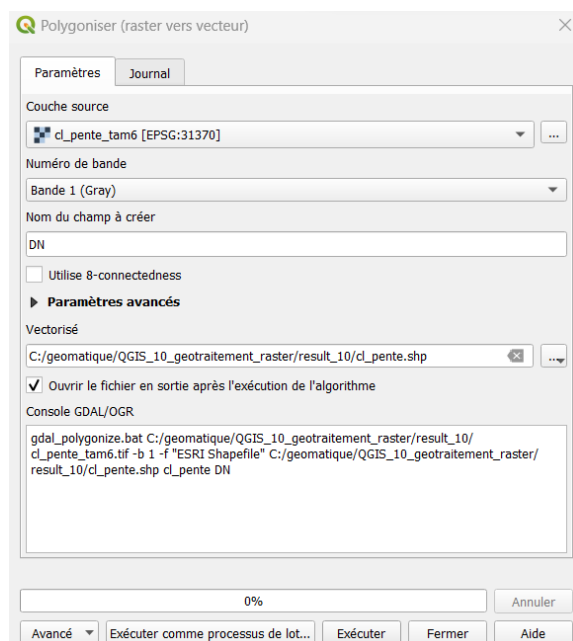 Polygoniser (raster vers vecteur)
Paramètres Journal
Couche source
cl_pente_tam6 [EPSG:31370]
...
Numéro de bande
Bande 1 (Gray)
Nom du champ à créer
DN
Utilise 8-connectedness
Paramètres avancés
Vectorisé
C:/geomatique/QGIS_10_geotraitement_raster/result_10/cl_pente.shp
...
Ouvrir le fichier en sortie après l'exécution de l'algorithme
Console GDAL/OGR
gdal_polygonize.bat C:/geomatique/QGIS_10_geotraitement_raster/result_10/
cl_pente_tam6.tif -b 1 -f "ESRI Shapefile" C:/geomatique/QGIS_10_geotraitement_raster/
result_10/cl_pente.shp cl_pente DN
0%
Annuler
Avancé Exécuter comme processus de lot... Exécuter Fermer Aide